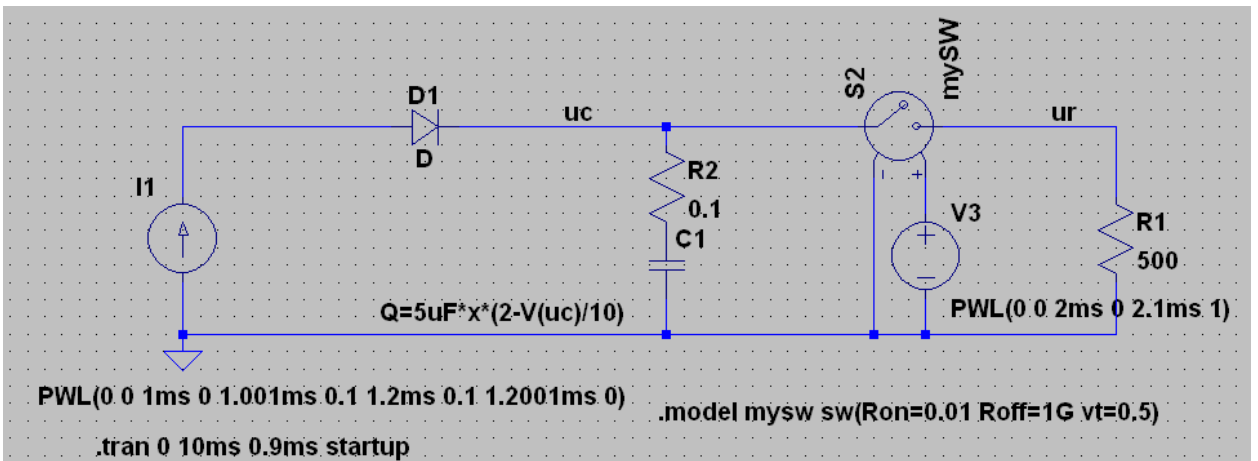 S2
mySW
D1
uc
ur
D
R2
I1
0.1
V3
R1
C1
500
Q=5uF*x*(2-V(uc)/10)
PWL(0 0 2ms 0 2.1ms 1)
PWL(0 0 1ms 0 1.001ms 0.1 1.2ms 0.1 1.2001ms 0)
.model mysw sw(Ron=0.01 Roff=1G vt=0.5)
.tran 0 10ms 0.9ms startup